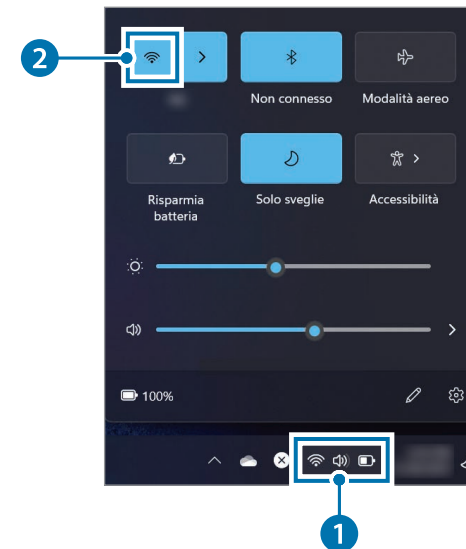 2
Non connesso
Modalità aereo
Risparmia
batteria
Solo sveglie
Accessibilità
100%
1